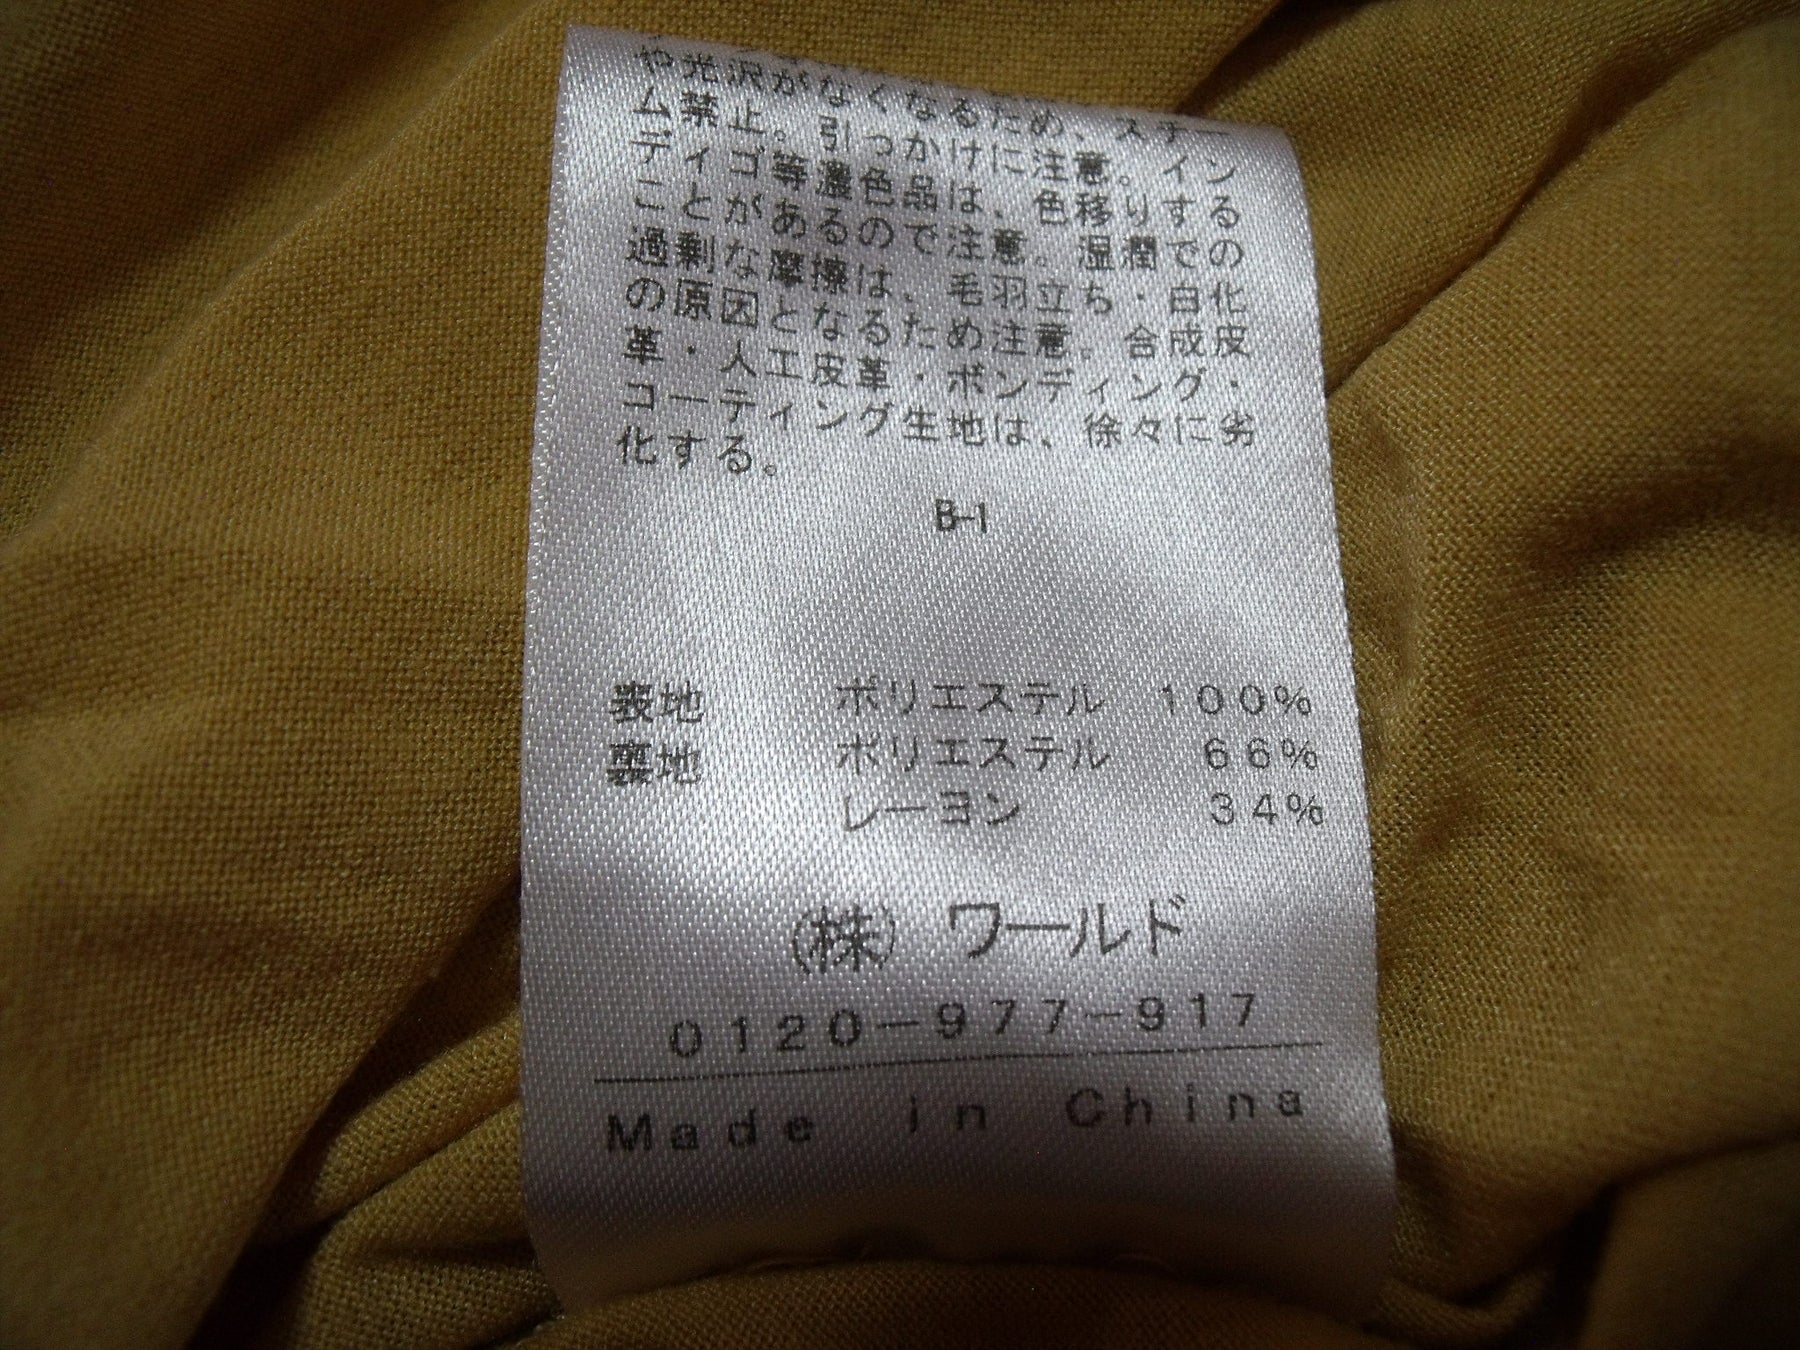 や光沢がなくなるため、スチー
ム禁止。引っかけに注意。イン
ディゴ等濃色品は、色移りする
ことがあるので注意。湿潤での
過剰な摩擦は、毛羽立ち・白化
の原因となるため注意。合成皮
革・人工皮革・ボンディング・
コーティング生地は、徐々に劣
化する。
B-1
表地 ポリエステル 100%
裏地 ポリエステル 66%
レーヨン 34%
(株) ワールド
0120-977-917
Made in China